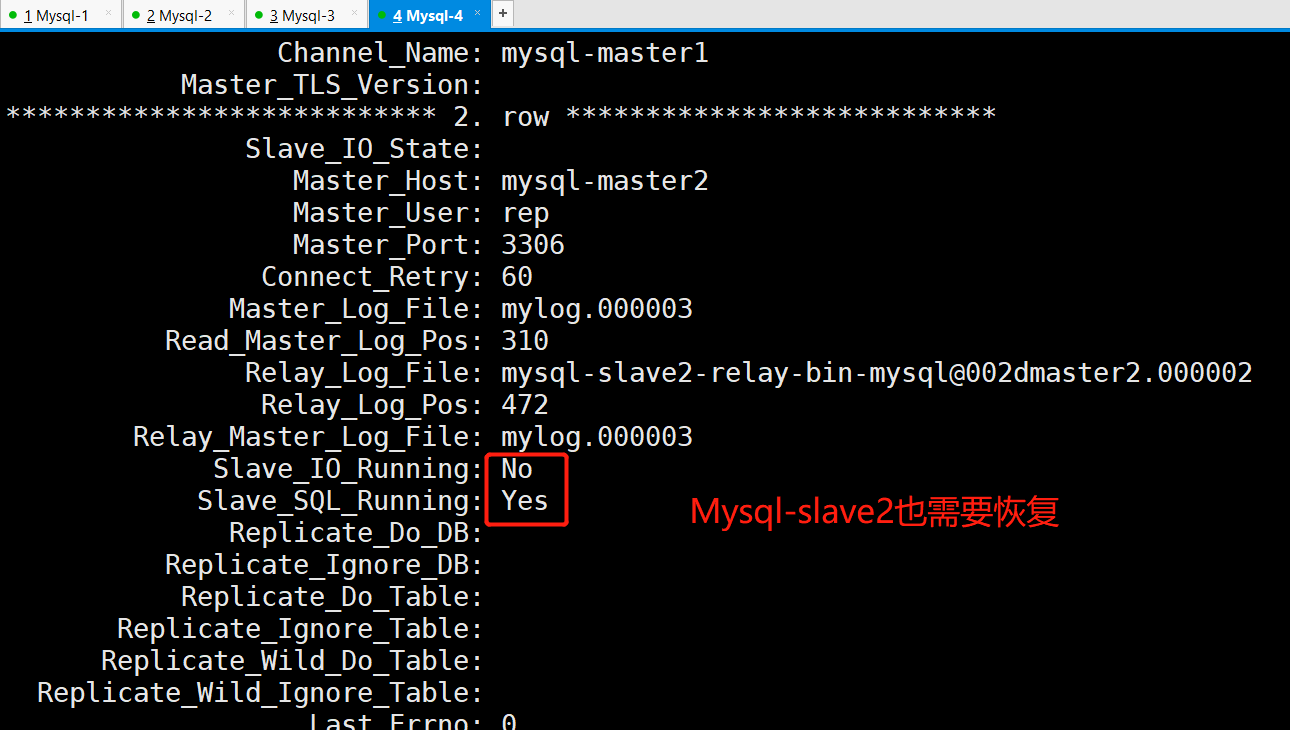 1 Mysql-1 × 2 Mysql-2 × 3 Mysql-3 × 4 Mysql-4 × +
Channel_Name: mysql-master1
Master_TLS_Version:
*************************** 2. row ***************************
Slave_IO_State:
Master_Host: mysql-master2
Master_User: rep
Master_Port: 3306
Connect_Retry: 60
Master_Log_File: mylog.000003
Read_Master_Log_Pos: 310
Relay_Log_File: mysql-slave2-relay-bin-mysql@002dmaster2.000002
Relay_Log_Pos: 472
Relay_Master_Log_File: mylog.000003
Slave_IO_Running: No
Slave_SQL_Running: Yes
Mysql-slave2也需要恢复
Replicate_Do_DB:
Replicate_Ignore_DB:
Replicate_Do_Table:
Replicate_Ignore_Table:
Replicate_Wild_Do_Table:
Replicate_Wild_Ignore_Table:
Last_Errno: 0